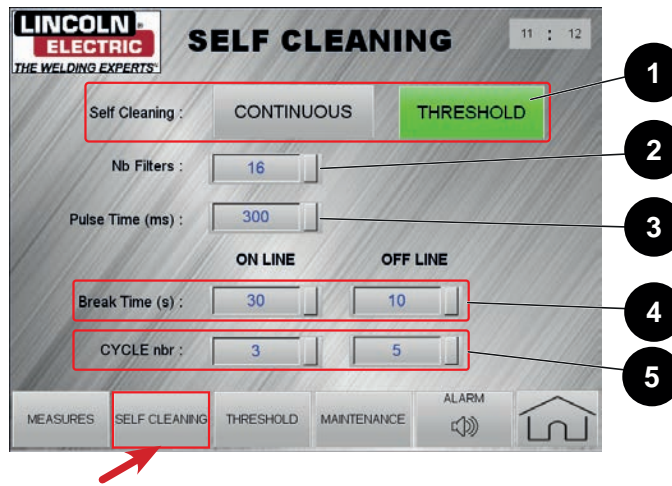 LINCOLN
ELECTRIC
THE WELDING EXPERTS
SELF CLEANING
11 : 12
1
Self Cleaning : CONTINUOUS THRESHOLD
2
Nb Filters : 16
3
Pulse Time (ms) : 300
ON LINE OFF LINE
Break Time (s) : 30 10
4
CYCLE nbr : 3 5
5
MEASURES SELF CLEANING THRESHOLD MAINTENANCE ALARM